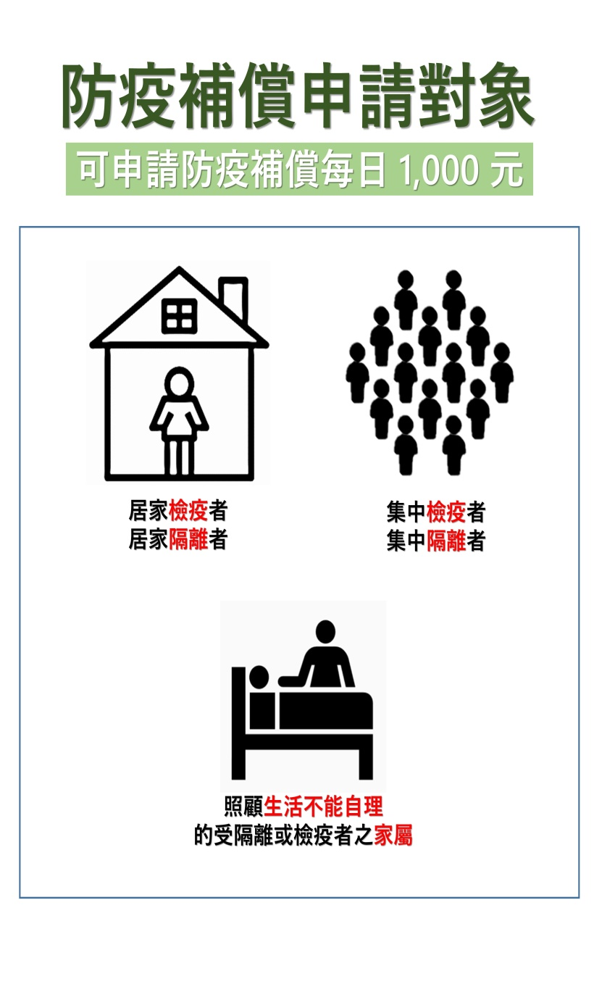 防疫補償申請對象
可申請防疫補償每日 1,000 元
居家檢疫者
居家隔離者
集中檢疫者
集中隔離者
照顧生活不能自理
的受隔離或檢疫者之家屬